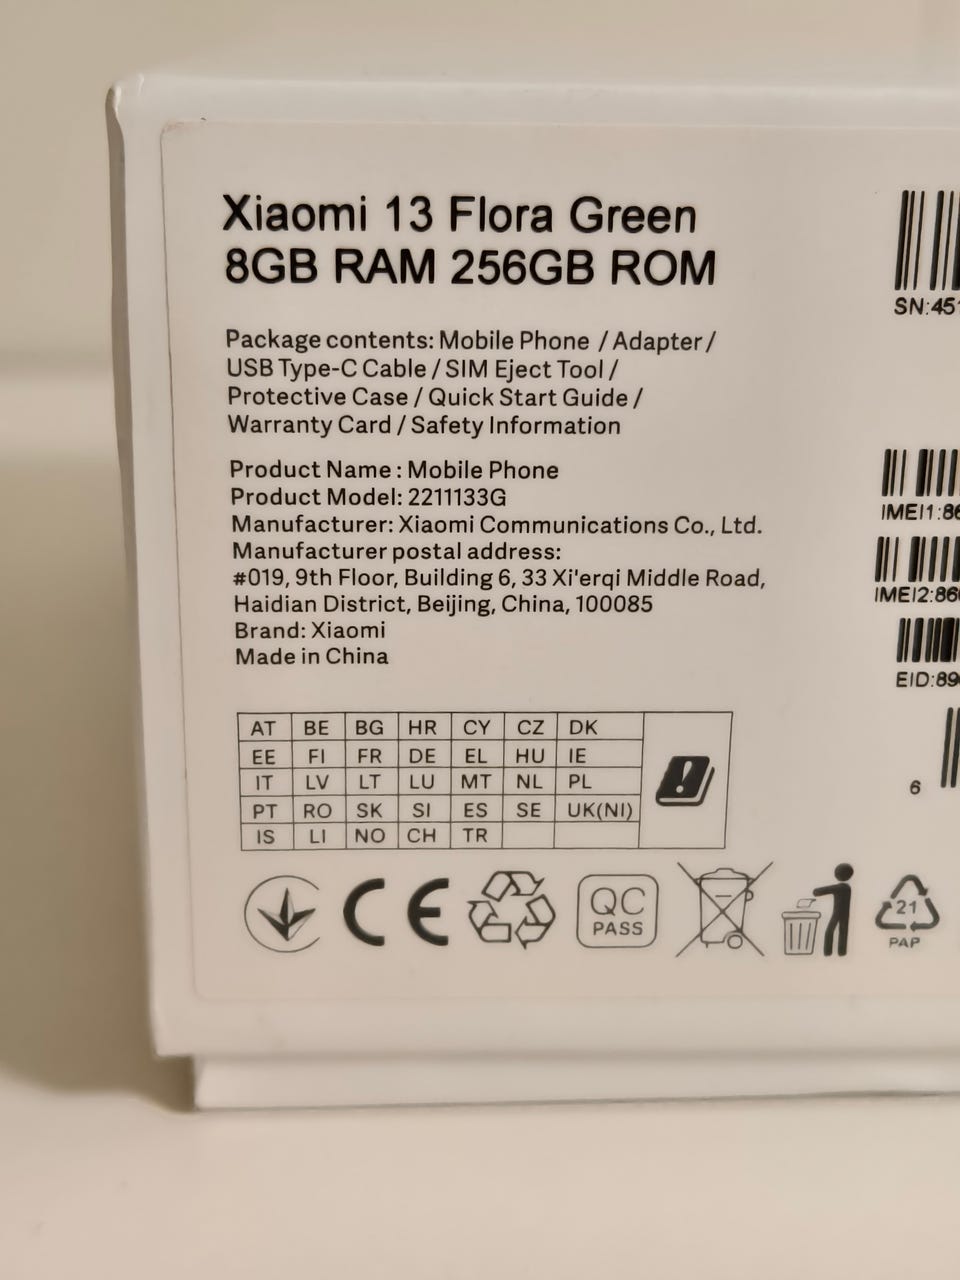 Xiaomi 13 Flora Green
8GB RAM 256GB ROM
Package contents: Mobile Phone / Adapter /
USB Type-C Cable / SIM Eject Tool /
Protective Case / Quick Start Guide /
Warranty Card / Safety Information
Product Name : Mobile Phone
Product Model: 2211133G
Manufacturer: Xiaomi Communications Co., Ltd.
Manufacturer postal address:
#019, 9th Floor, Building 6, 33 Xi'erqi Middle Road,
Haidian District, Beijing, China, 100085
Brand: Xiaomi
Made in China
AT BE BG HR CY CZ DK
EE FI FR DE EL HU IE
IT LV LT LU MT NL PL
PT RO SK SI ES SE UK(NI)
IS LI NO CH TR
CE
QC
PASS
21
PAP
SN:451
IMEI1:86
IMEI2:860
EID:890
6